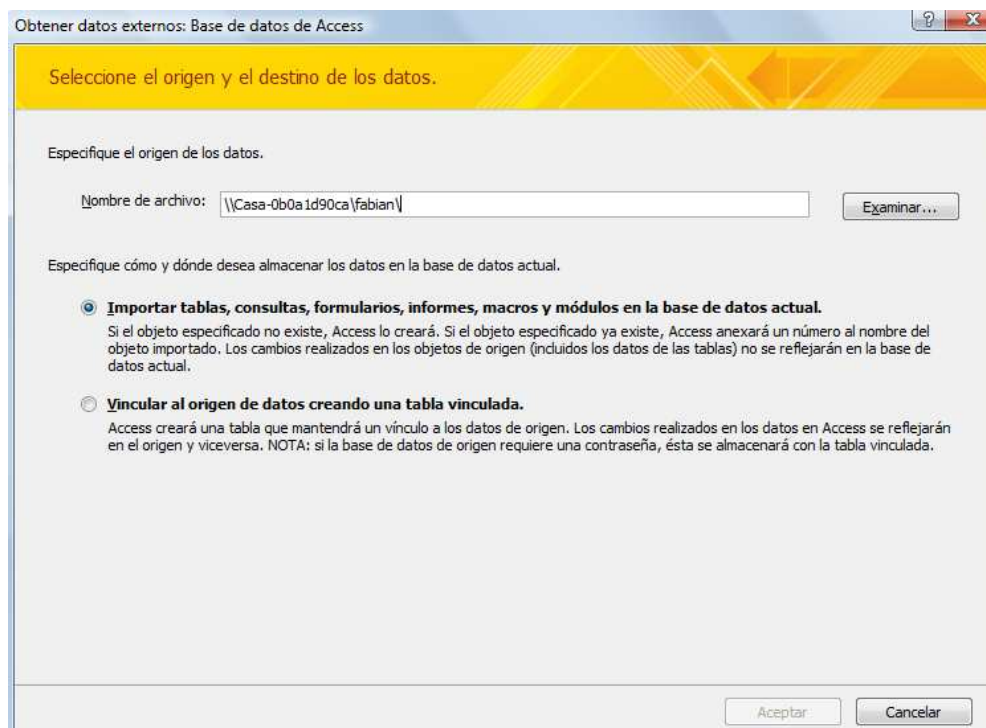 Obtener datos externos: Base de datos de Access
Seleccione el origen y el destino de los datos.
Especifique el origen de los datos.
Nombre de archivo: \\Casa-0b0a1d90ca\fabian\ Examinar...
Especifique cómo y dónde desea almacenar los datos en la base de datos actual.
Importar tablas, consultas, formularios, informes, macros y módulos en la base de datos actual.
Si el objeto especificado no existe, Access lo creará. Si el objeto especificado ya existe, Access anexará un número al nombre del
objeto importado. Los cambios realizados en los objetos de origen (incluidos los datos de las tablas) no se reflejarán en la base de
datos actual.
Vincular al origen de datos creando una tabla vinculada.
Access creará una tabla que mantendrá un vínculo a los datos de origen. Los cambios realizados en los datos en Access se reflejarán
en el origen y viceversa. NOTA: si la base de datos de origen requiere una contraseña, ésta se almacenará con la tabla vinculada.
Aceptar Cancelar